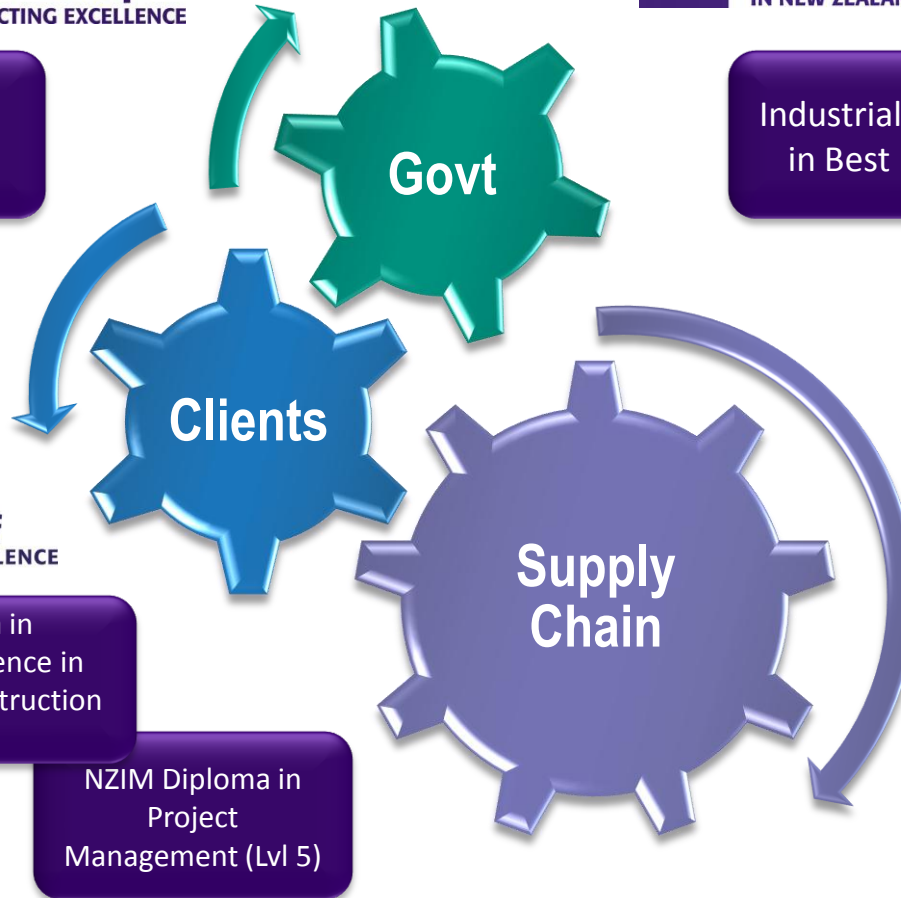 CTING EXCELLENCE
IN NEW ZEALAN
Industrial
in Best
Govt
Clients
LENCE
Supply
Chain
in
ence in
truction
NZIM Diploma in
Project
Management (Lvl 5)